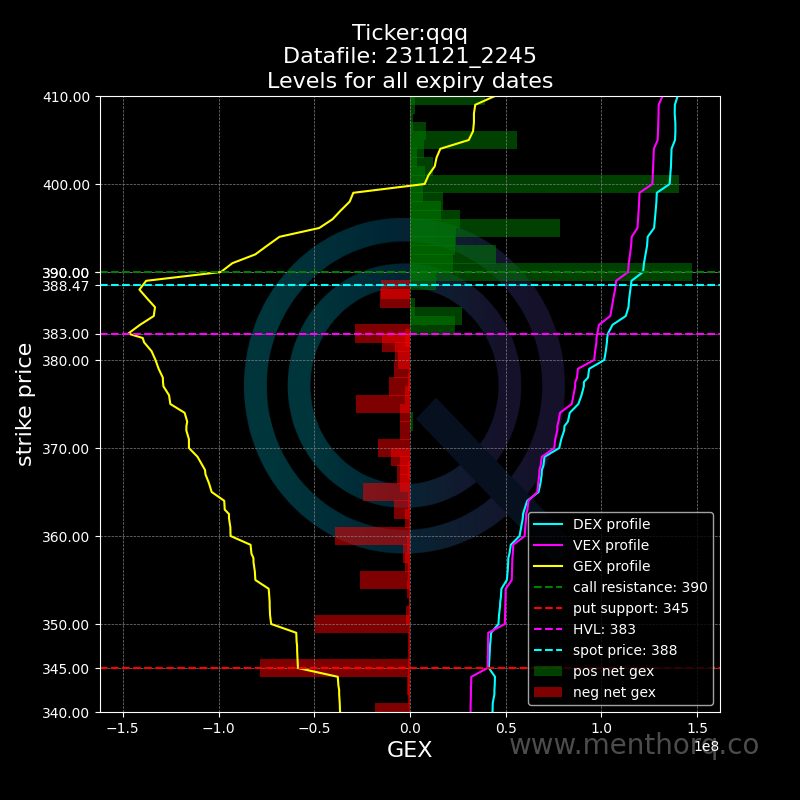 Ticker:qqq
Datafile: 231121_2245
Levels for all expiry dates
410.00
400.00
390.00
388.47
383.00
380.00
370.00
360.00
350.00
345.00
340.00
strike price
DEX profile
VEX profile
GEX profile
call resistance: 390
put support: 345
HVL: 383
spot price: 388
pos net gex
neg net gex
−1.5 −1.0 −0.5 0.0 0.5 1.0 1.5
1e8
GEX
www.menthorq.co